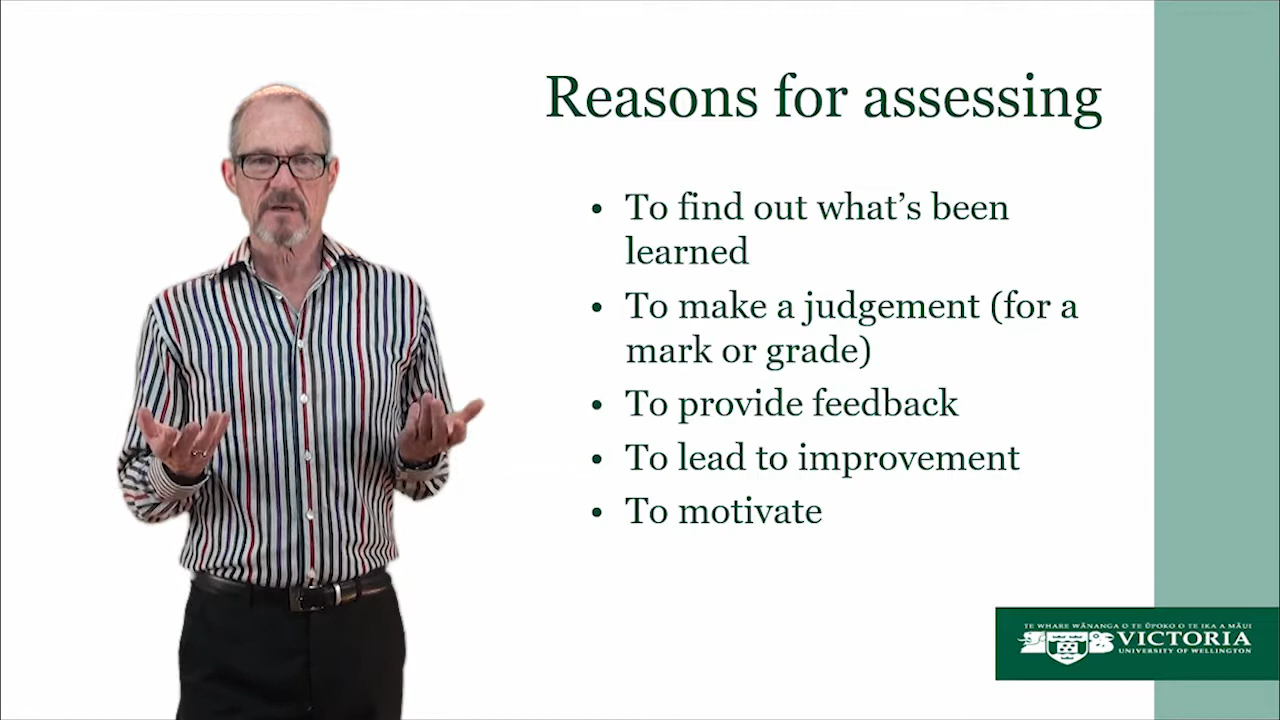 Reasons for assessing
• To find out what’s been
learned
• To make a judgement (for a
mark or grade)
• To provide feedback
• To lead to improvement
• To motivate
TE WHARE WĀNANGA O TE ŪPOKO O TE IKA A MĀUI
VICTORIA
UNIVERSITY OF WELLINGTON